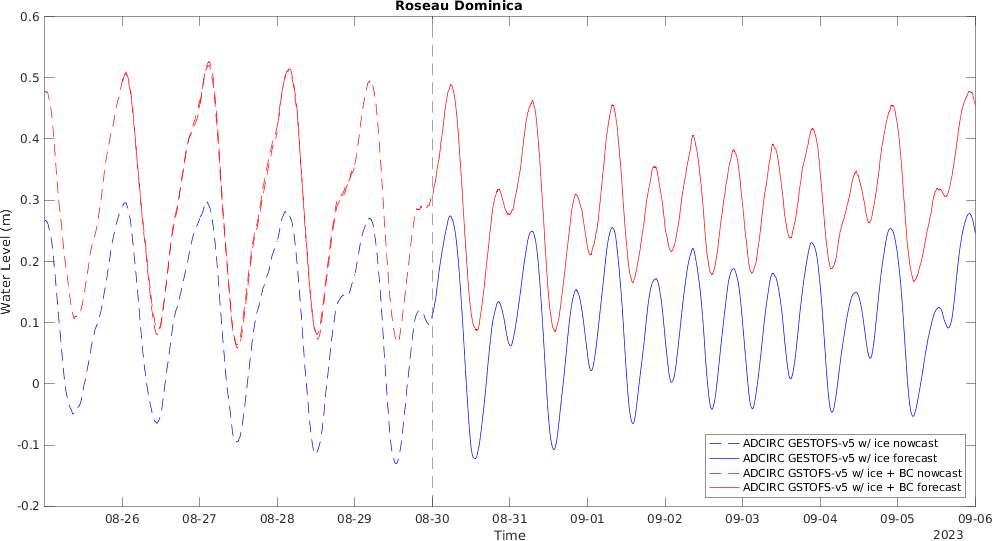 Roseau Dominica
0.6
0.5
0.4
0.3
0.2
0.1
0
-0.1
-0.2
Water Level (m)
ADCIRC GESTOFS-v5 w/ ice nowcast
ADCIRC GESTOFS-v5 w/ ice forecast
ADCIRC GSTOFS-v5 w/ ice + BC nowcast
ADCIRC GSTOFS-v5 w/ ice + BC forecast
08-26 08-27 08-28 08-29 08-30 08-31 09-01 09-02 09-03 09-04 09-05 09-06
Time
2023